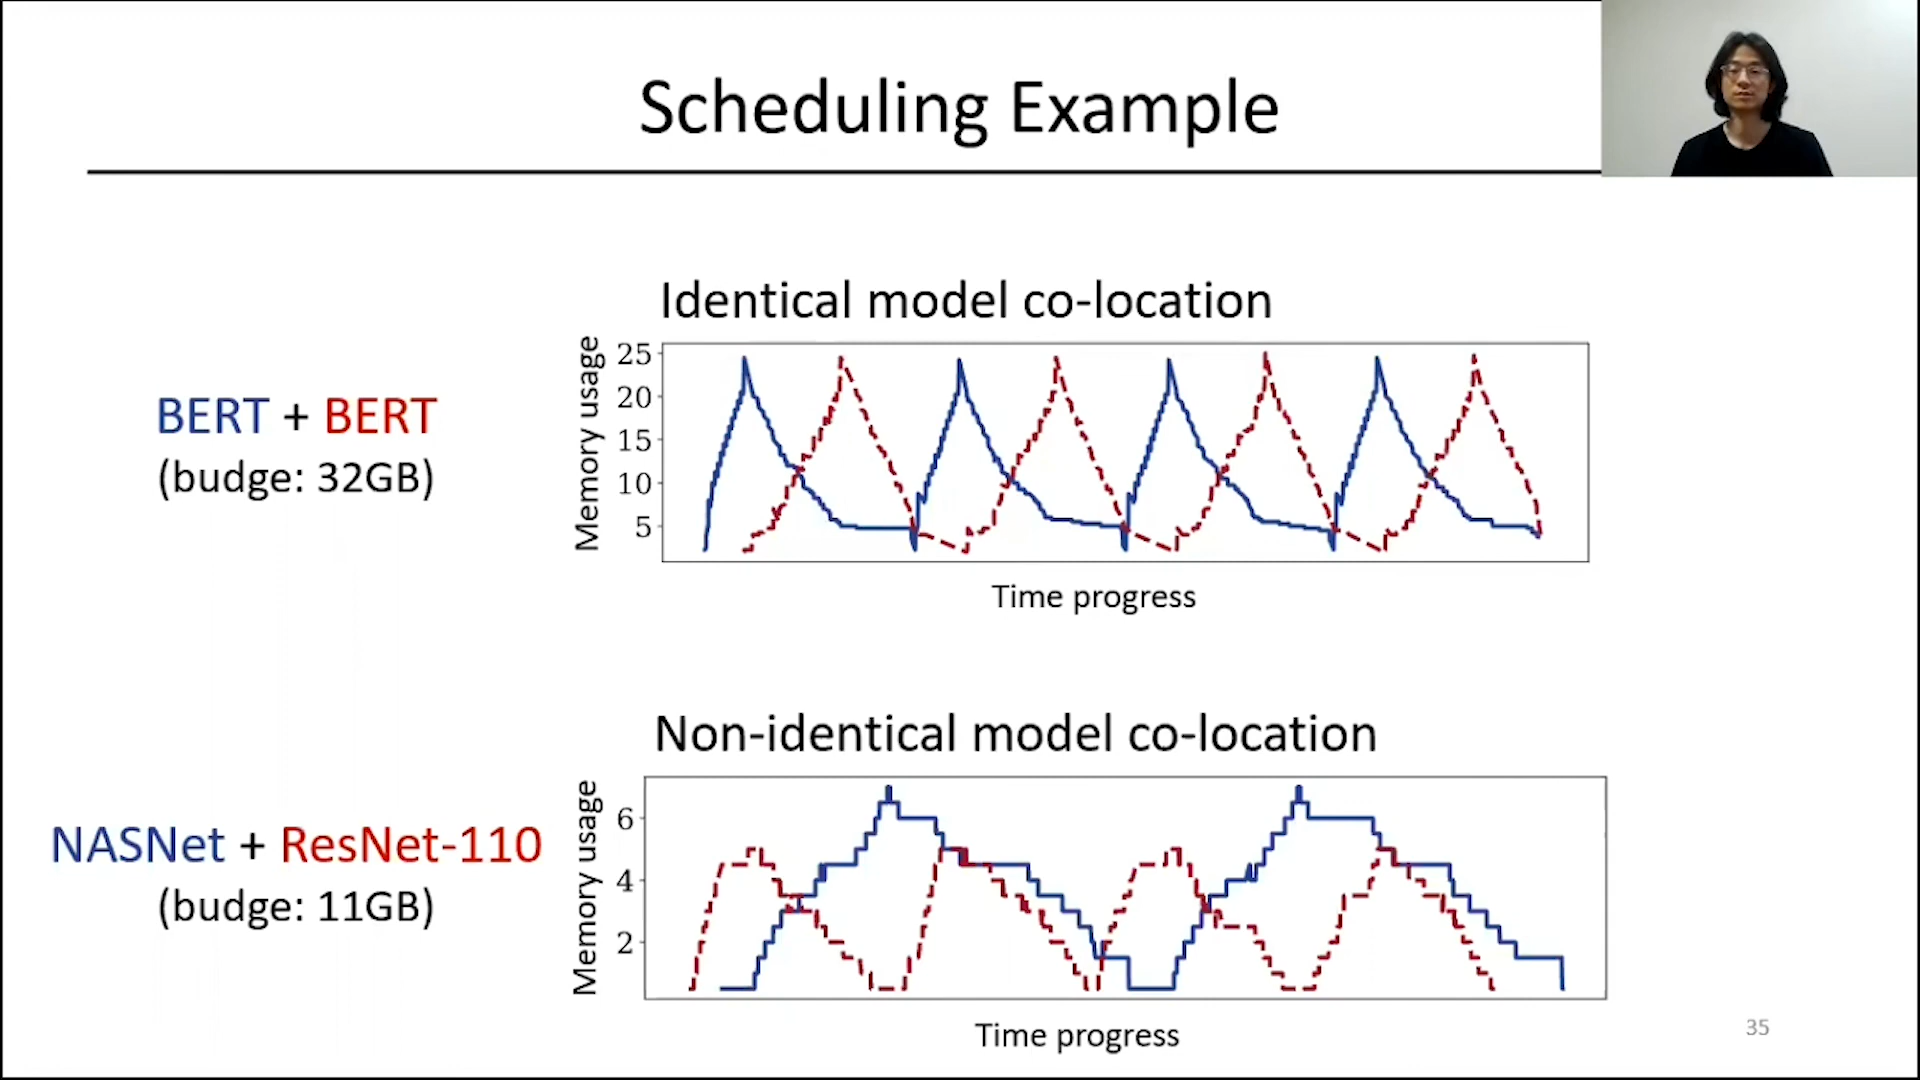 Scheduling Example
Identical model co-location
BERT + BERT
(budge: 32GB)
Memory usage
25
20
15
10
5
Time progress
Non-identical model co-location
NASNet + ResNet-110
(budge: 11GB)
Memory usage
6
4
2
Time progress
35